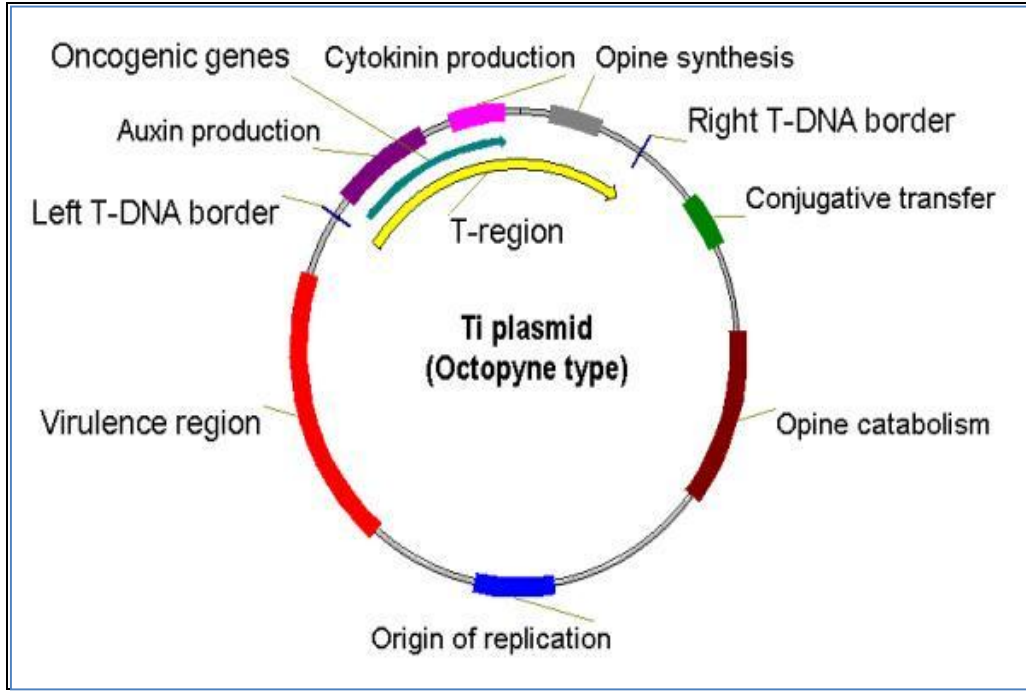 Oncogenic genes
Cytokinin production
Opine synthesis
Auxin production
Right T-DNA border
Left T-DNA border
Conjugative transfer
T-region
Ti plasmid
(Octopyne type)
Virulence region
Opine catabolism
Origin of replication